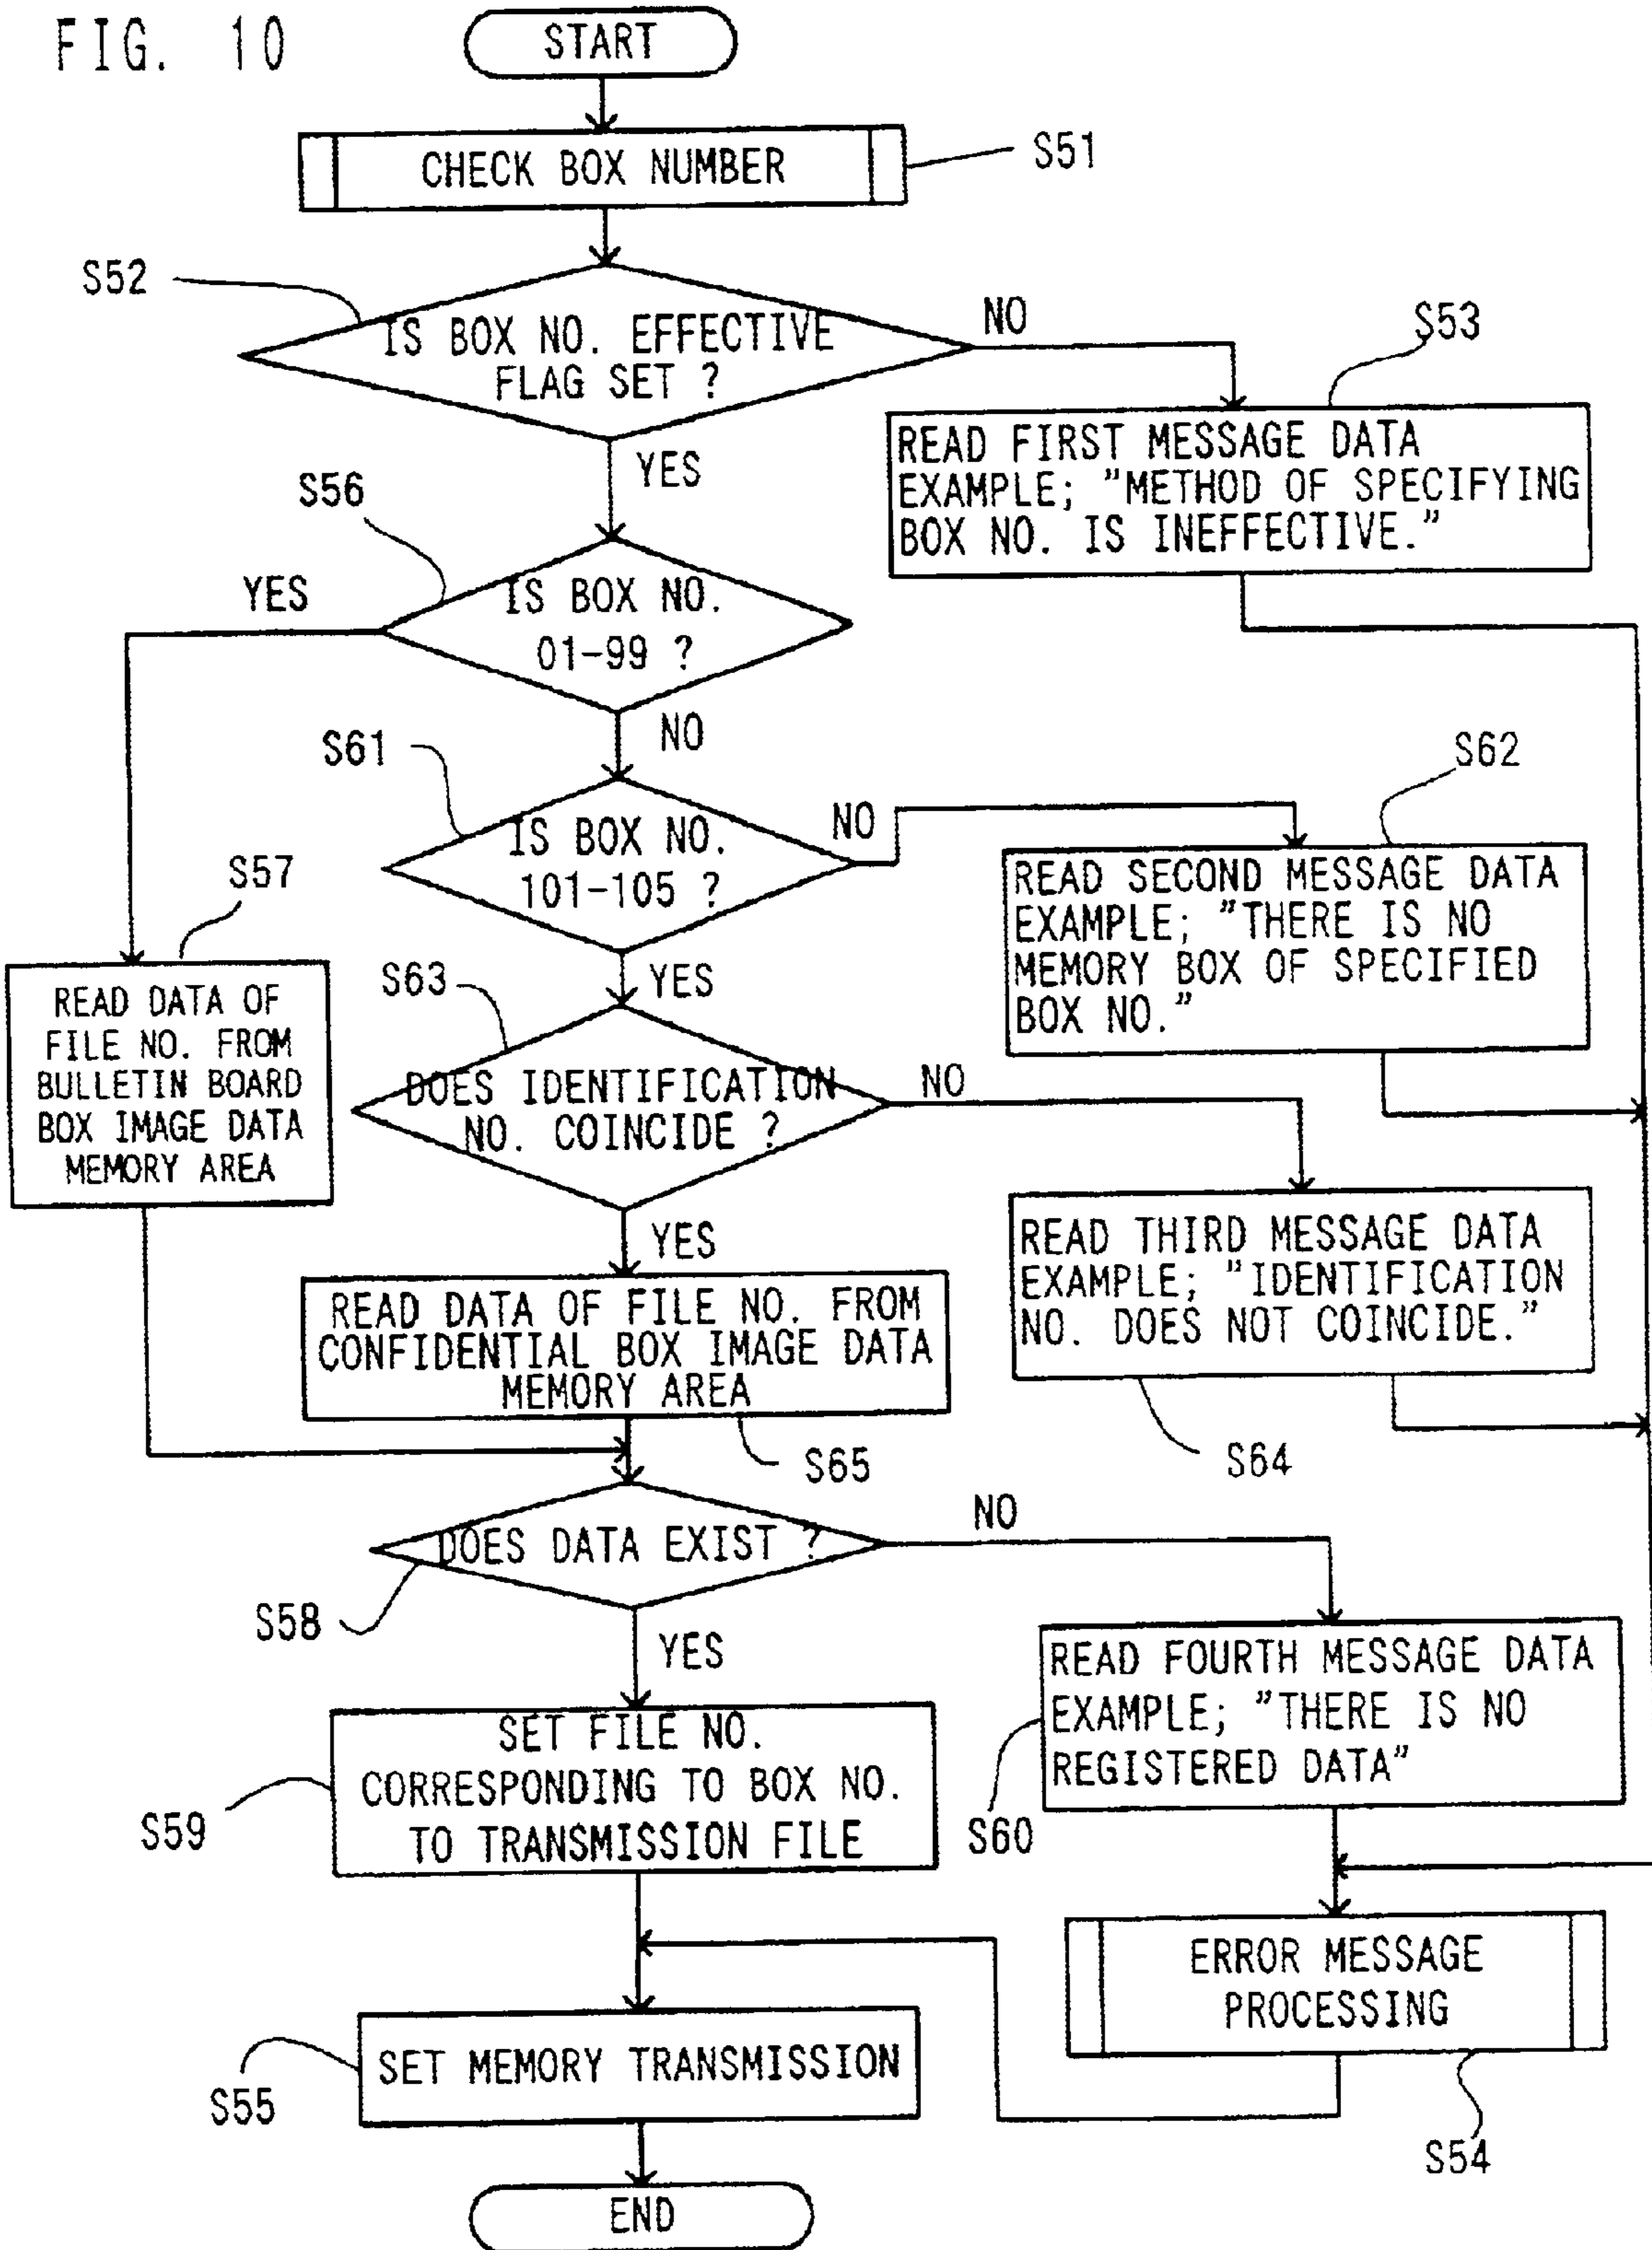 FIG. 10
START
CHECK BOX NUMBER
S51
S52
IS BOX NO. EFFECTIVE
FLAG SET ?
NO
YES
S53
READ FIRST MESSAGE DATA
EXAMPLE; "METHOD OF SPECIFYING
BOX NO. IS INEFFECTIVE."
S56
YES
IS BOX NO.
01-99 ?
NO
S61
IS BOX NO.
101-105 ?
NO
YES
S62
READ SECOND MESSAGE DATA
EXAMPLE; "THERE IS NO
MEMORY BOX OF SPECIFIED
BOX NO."
S57
READ DATA OF
FILE NO. FROM
BULLETIN BOARD
BOX IMAGE DATA
MEMORY AREA
S63
DOES IDENTIFICATION
NO. COINCIDE ?
NO
YES
READ THIRD MESSAGE DATA
EXAMPLE; "IDENTIFICATION
NO. DOES NOT COINCIDE."
S64
READ DATA OF FILE NO. FROM
CONFIDENTIAL BOX IMAGE DATA
MEMORY AREA
S65
DOES DATA EXIST ?
NO
S58
YES
READ FOURTH MESSAGE DATA
EXAMPLE; "THERE IS NO
REGISTERED DATA"
S60
SET FILE NO.
CORRESPONDING TO BOX NO.
TO TRANSMISSION FILE
S59
ERROR MESSAGE
PROCESSING
S54
SET MEMORY TRANSMISSION
S55
END